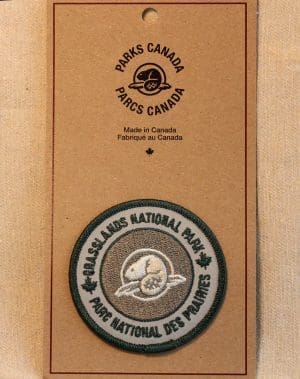 PARKS CANADA
PARCS CANADA
Made in Canada
Fabriqué au Canada
GRASSLANDS NATIONAL PARK
PARC NATIONAL DES PRAIRIES